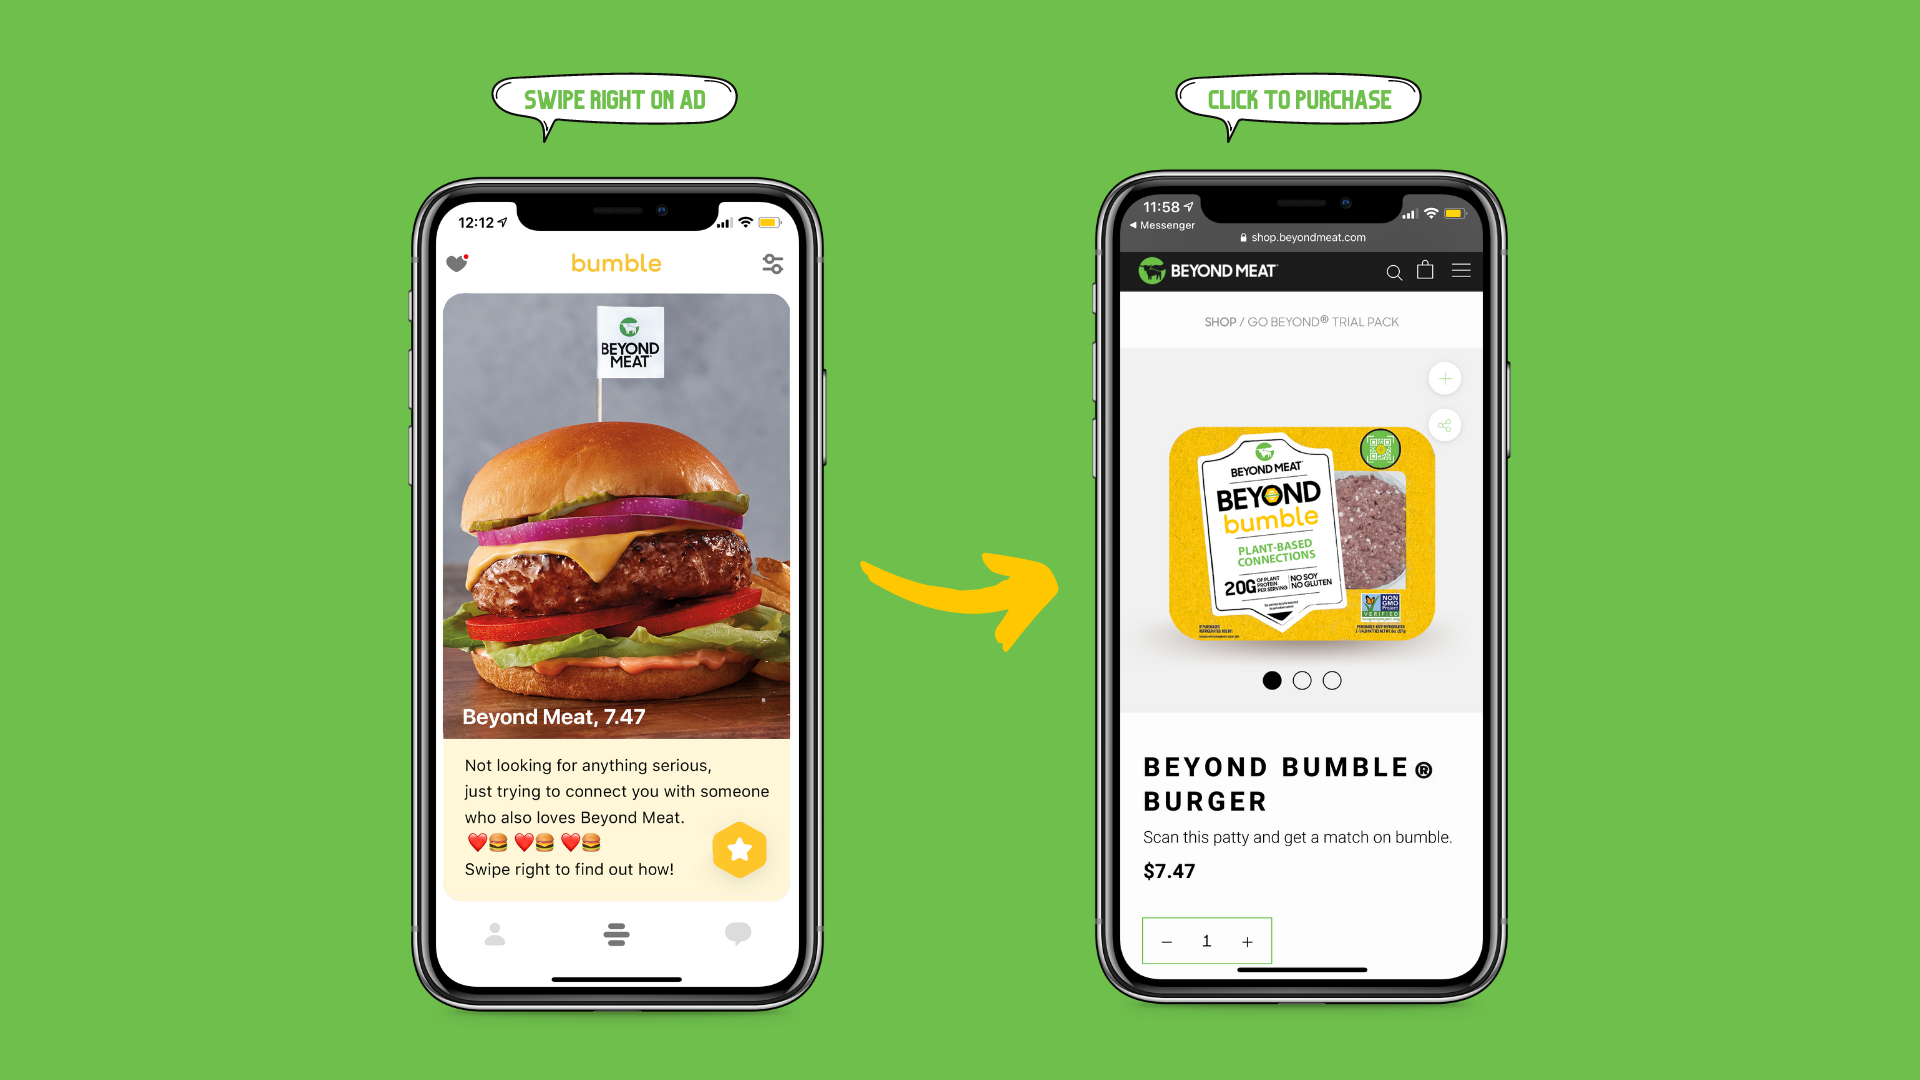 SWIPE RIGHT ON AD
12:12
bumble
BEYOND
MEAT
Beyond Meat, 7.47
Not looking for anything serious,
just trying to connect you with someone
who also loves Beyond Meat.
❤️🍔 ❤️🍔 ❤️🍔
Swipe right to find out how!
CLICK TO PURCHASE
11:58
◀ Messenger
shop.beyondmeat.com
BEYOND MEAT
SHOP / GO BEYOND® TRIAL PACK
BEYOND MEAT
BEYOND
bumble
PLANT-BASED
CONNECTIONS
20G OF PLANT PROTEIN PER SERVING
NO SOY
NO GLUTEN
NON
GMO
Project
VERIFIED
BEYOND BUMBLE®
BURGER
Scan this patty and get a match on bumble.
$7.47
− 1 +